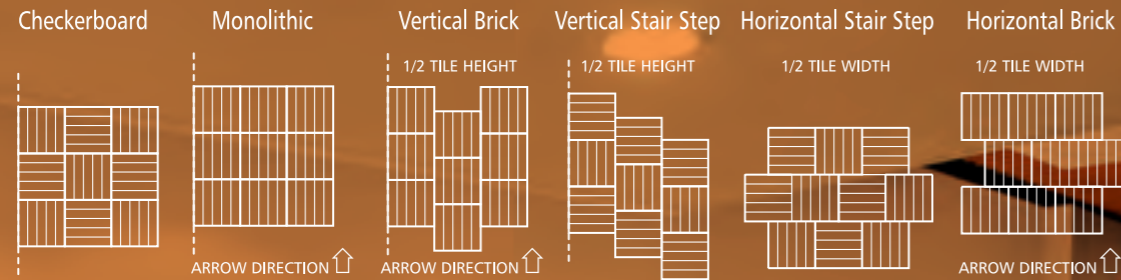 Checkerboard
Monolithic
Vertical Brick
1/2 TILE HEIGHT
Vertical Stair Step
1/2 TILE HEIGHT
Horizontal Stair Step
1/2 TILE WIDTH
Horizontal Brick
1/2 TILE WIDTH
ARROW DIRECTION
ARROW DIRECTION
ARROW DIRECTION